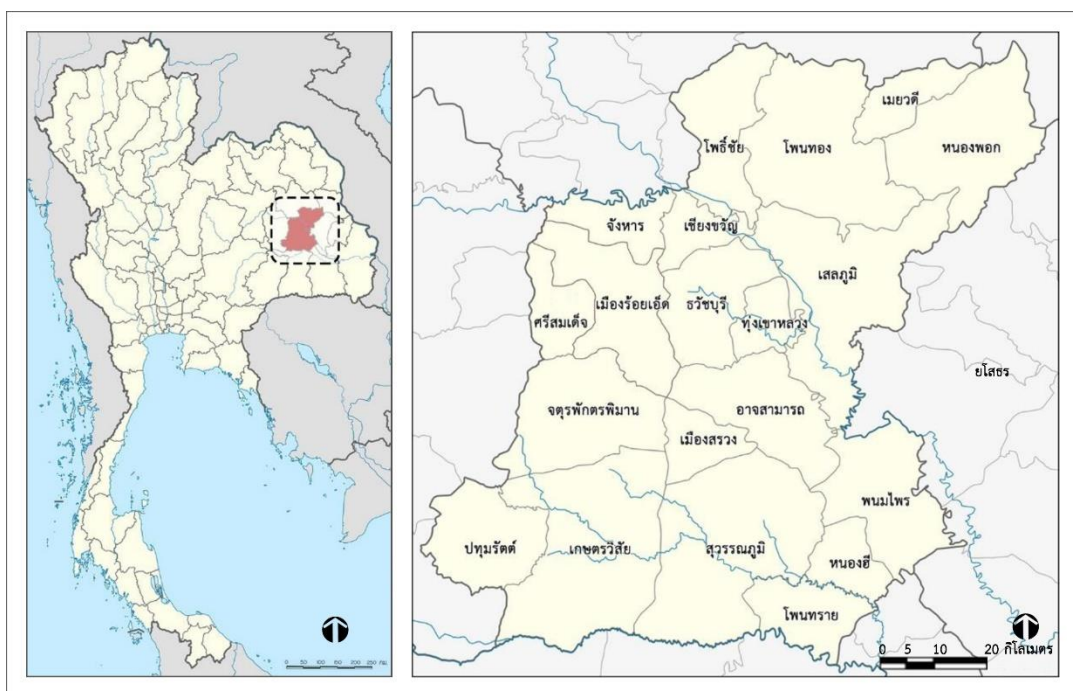 0 50 100 150 200 250 กม.
เมยวดี
โพธิ์ชัย
โพนทอง
หนองพอก
จังหาร
เชียงขวัญ
เสลภูมิ
เมืองร้อยเอ็ด
ธวัชบุรี
ศรีสมเด็จ
ทุ่งเขาหลวง
ยโสธร
จตุรพักตรพิมาน
อาจสามารถ
เมืองสรวง
พนมไพร
ปทุมรัตต์
เกษตรวิสัย
สุวรรณภูมิ
หนองฮี
โพนทราย
0 5 10 20 กิโลเมตร